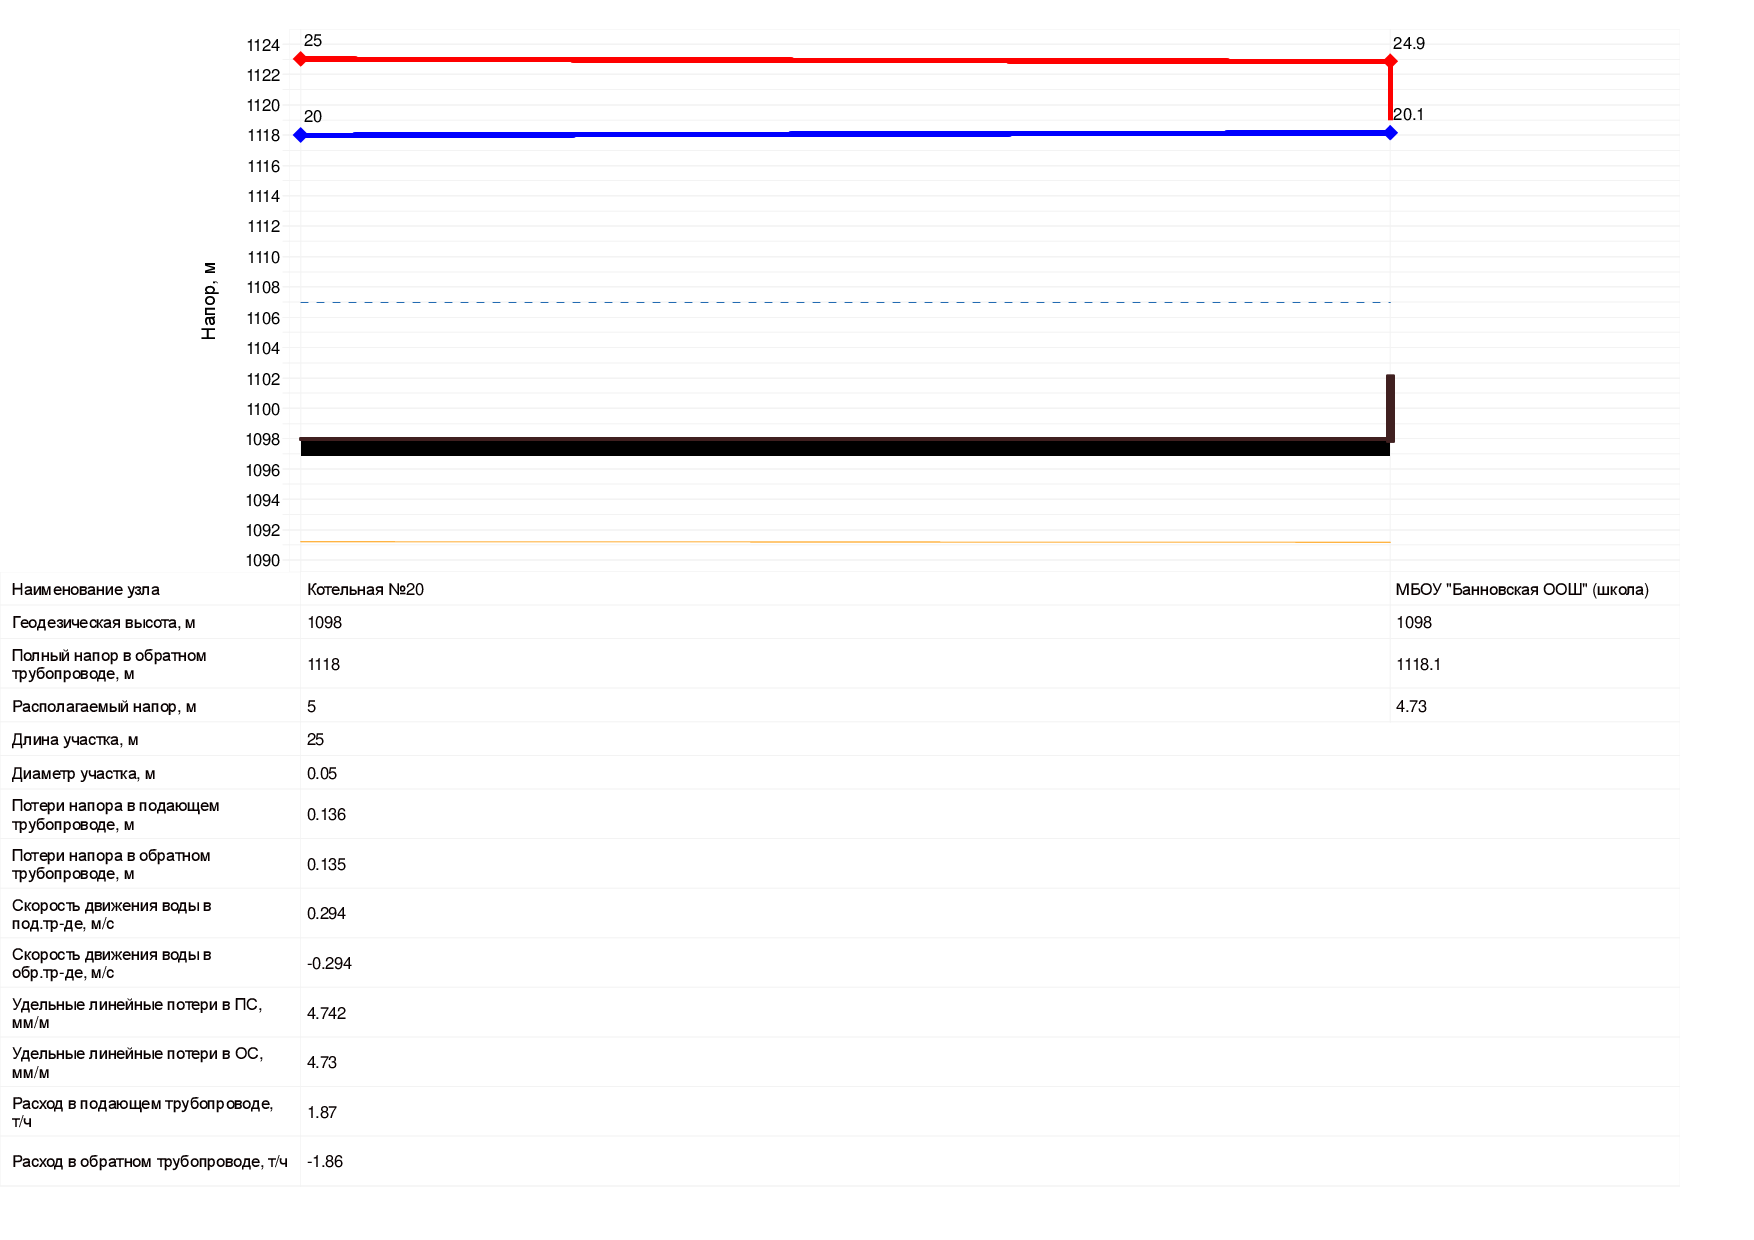 25
24.9
1124
1122
1120
20
20.1
1118
1116
1114
1112
1110
1108
1106
1104
1102
1100
1098
1096
1094
1092
1090
Напор, м
Наименование узла Котельная №20 МБОУ "Банновская ООШ" (школа)
Геодезическая высота, м 1098 1098
Полный напор в обратном
трубопроводе, м 1118 1118.1
Располагаемый напор, м 5 4.73
Длина участка, м 25
Диаметр участка, м 0.05
Потери напора в подающем
трубопроводе, м 0.136
Потери напора в обратном
трубопроводе, м 0.135
Скорость движения воды в
под.тр-де, м/с 0.294
Скорость движения воды в
обр.тр-де, м/с -0.294
Удельные линейные потери в ПС,
мм/м 4.742
Удельные линейные потери в ОС,
мм/м 4.73
Расход в подающем трубопроводе,
т/ч 1.87
Расход в обратном трубопроводе, т/ч -1.86